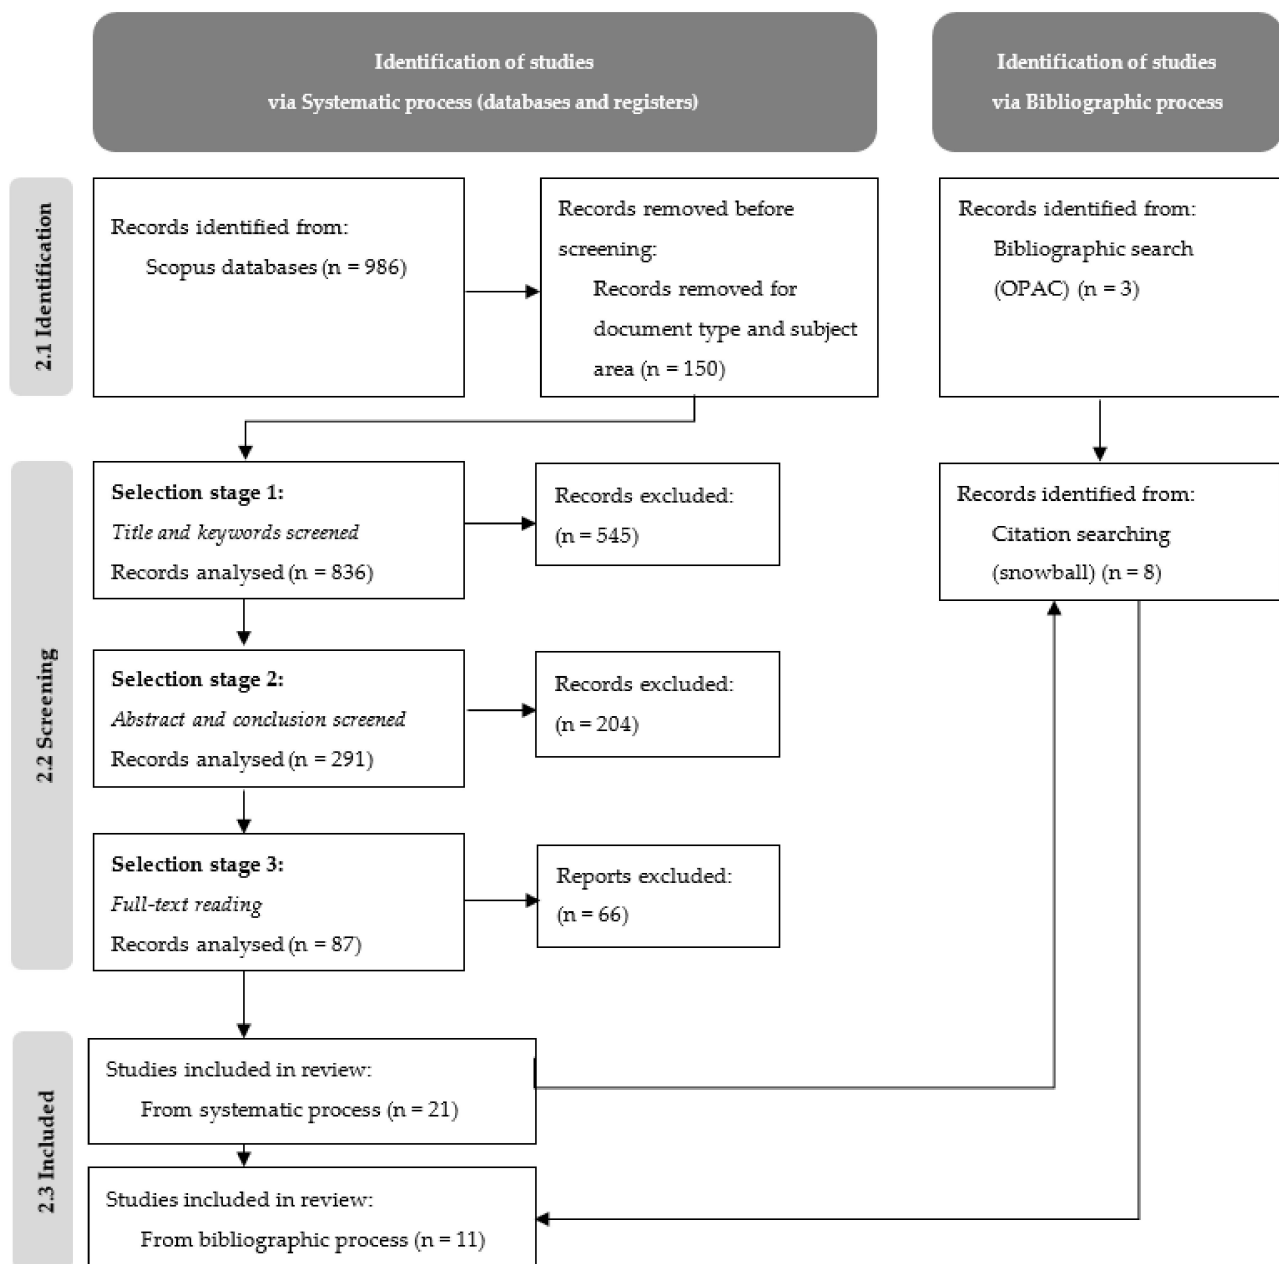 Identification of studies
via Systematic process (databases and registers)
Identification of studies
via Bibliographic process
2.1 Identification
Records identified from:
Scopus databases (n = 986)
Records removed before
screening:
Records removed for
document type and subject
area (n = 150)
Records identified from:
Bibliographic search
(OPAC) (n = 3)
2.2 Screening
Selection stage 1:
Title and keywords screened
Records analysed (n = 836)
Records excluded:
(n = 545)
Records identified from:
Citation searching
(snowball) (n = 8)
Selection stage 2:
Abstract and conclusion screened
Records analysed (n = 291)
Records excluded:
(n = 204)
Selection stage 3:
Full-text reading
Records analysed (n = 87)
Reports excluded:
(n = 66)
2.3 Included
Studies included in review:
From systematic process (n = 21)
Studies included in review:
From bibliographic process (n = 11)